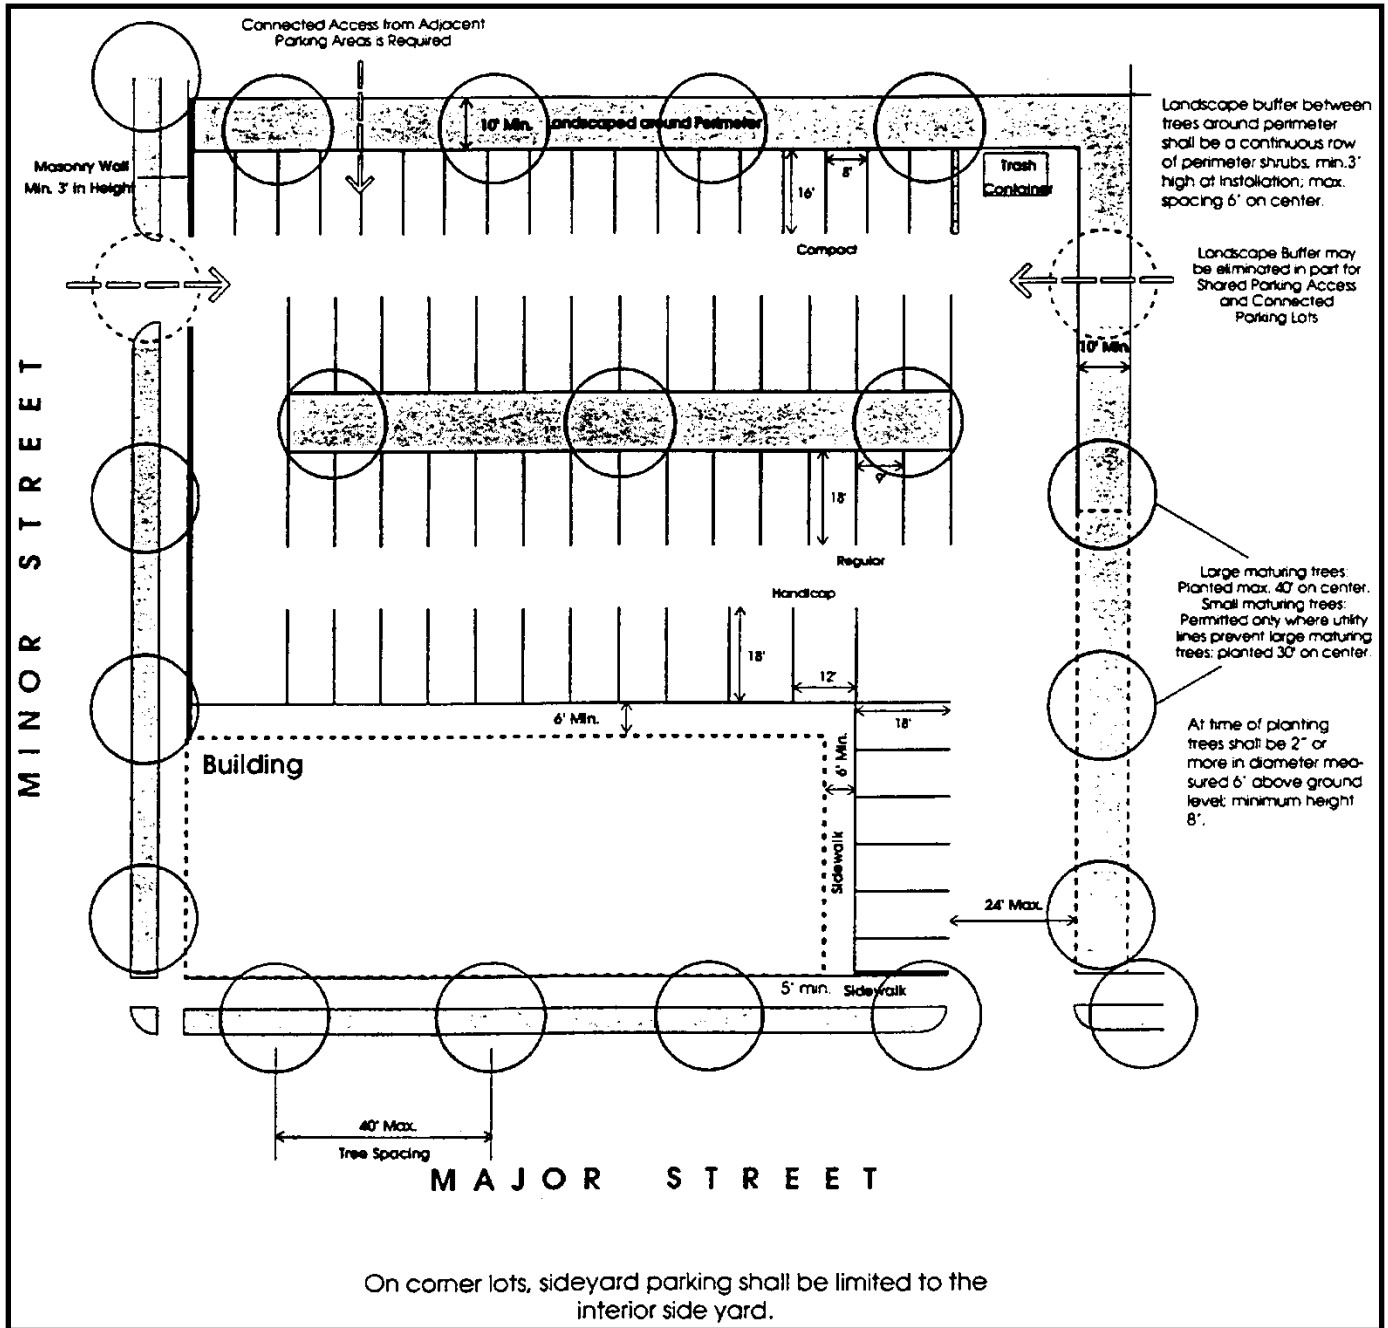 Connected Access from Adjacent
Parking Areas is Required
10' Min.
Landscaped around Perimeter
Masonry Wall
Min. 3' in Height
16'
8'
Compact
Trash
Container
Landscape buffer between
trees around perimeter
shall be a continuous row
of perimeter shrubs, min.3'
high at installation; max.
spacing 6' on center.
Landscape Buffer may
be eliminated in part for
Shared Parking Access
and Connected
Parking Lots
10' Min.
18'
9'
Regular
Handicap
18'
12'
6' Min.
18'
6' Min.
Building
Sidewalk
Large maturing trees:
Planted max. 40' on center.
Small maturing trees:
Permitted only where utility
lines prevent large maturing
trees; planted 30' on center.
At time of planting
trees shall be 2" or
more in diameter mea-
sured 6' above ground
level; minimum height
8'.
24' Max.
5' min.
Sidewalk
40' Max.
Tree Spacing
MINOR STREET
MAJOR STREET
On corner lots, sideyard parking shall be limited to the
interior side yard.